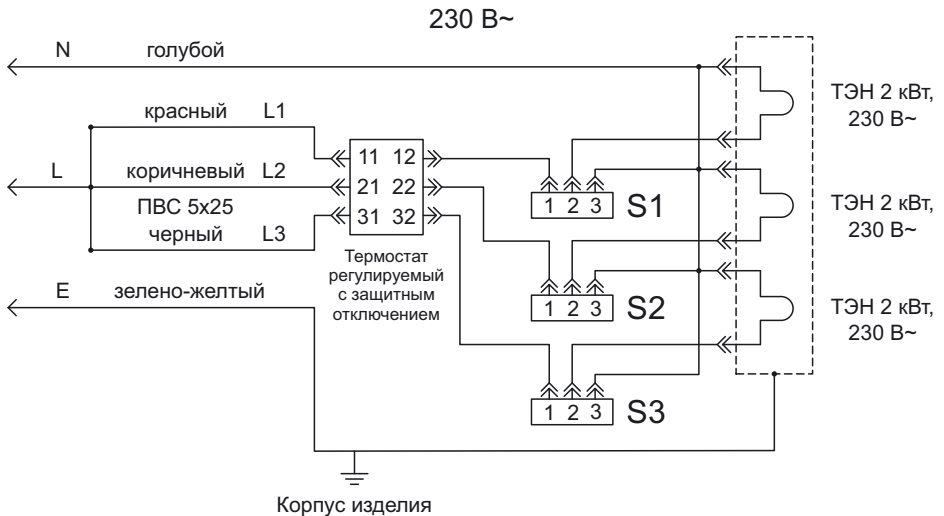 230 В~
N голубой
ТЭН 2 кВт,
230 В~
красный L1
11 12
L коричневый L2
21 22
ПВС 5х25
31 32
черный L3
1 2 3 S1
ТЭН 2 кВт,
230 В~
Термостат
регулируемый
с защитным
отключением
E зелено-желтый
1 2 3 S2
ТЭН 2 кВт,
230 В~
1 2 3 S3
Корпус изделия